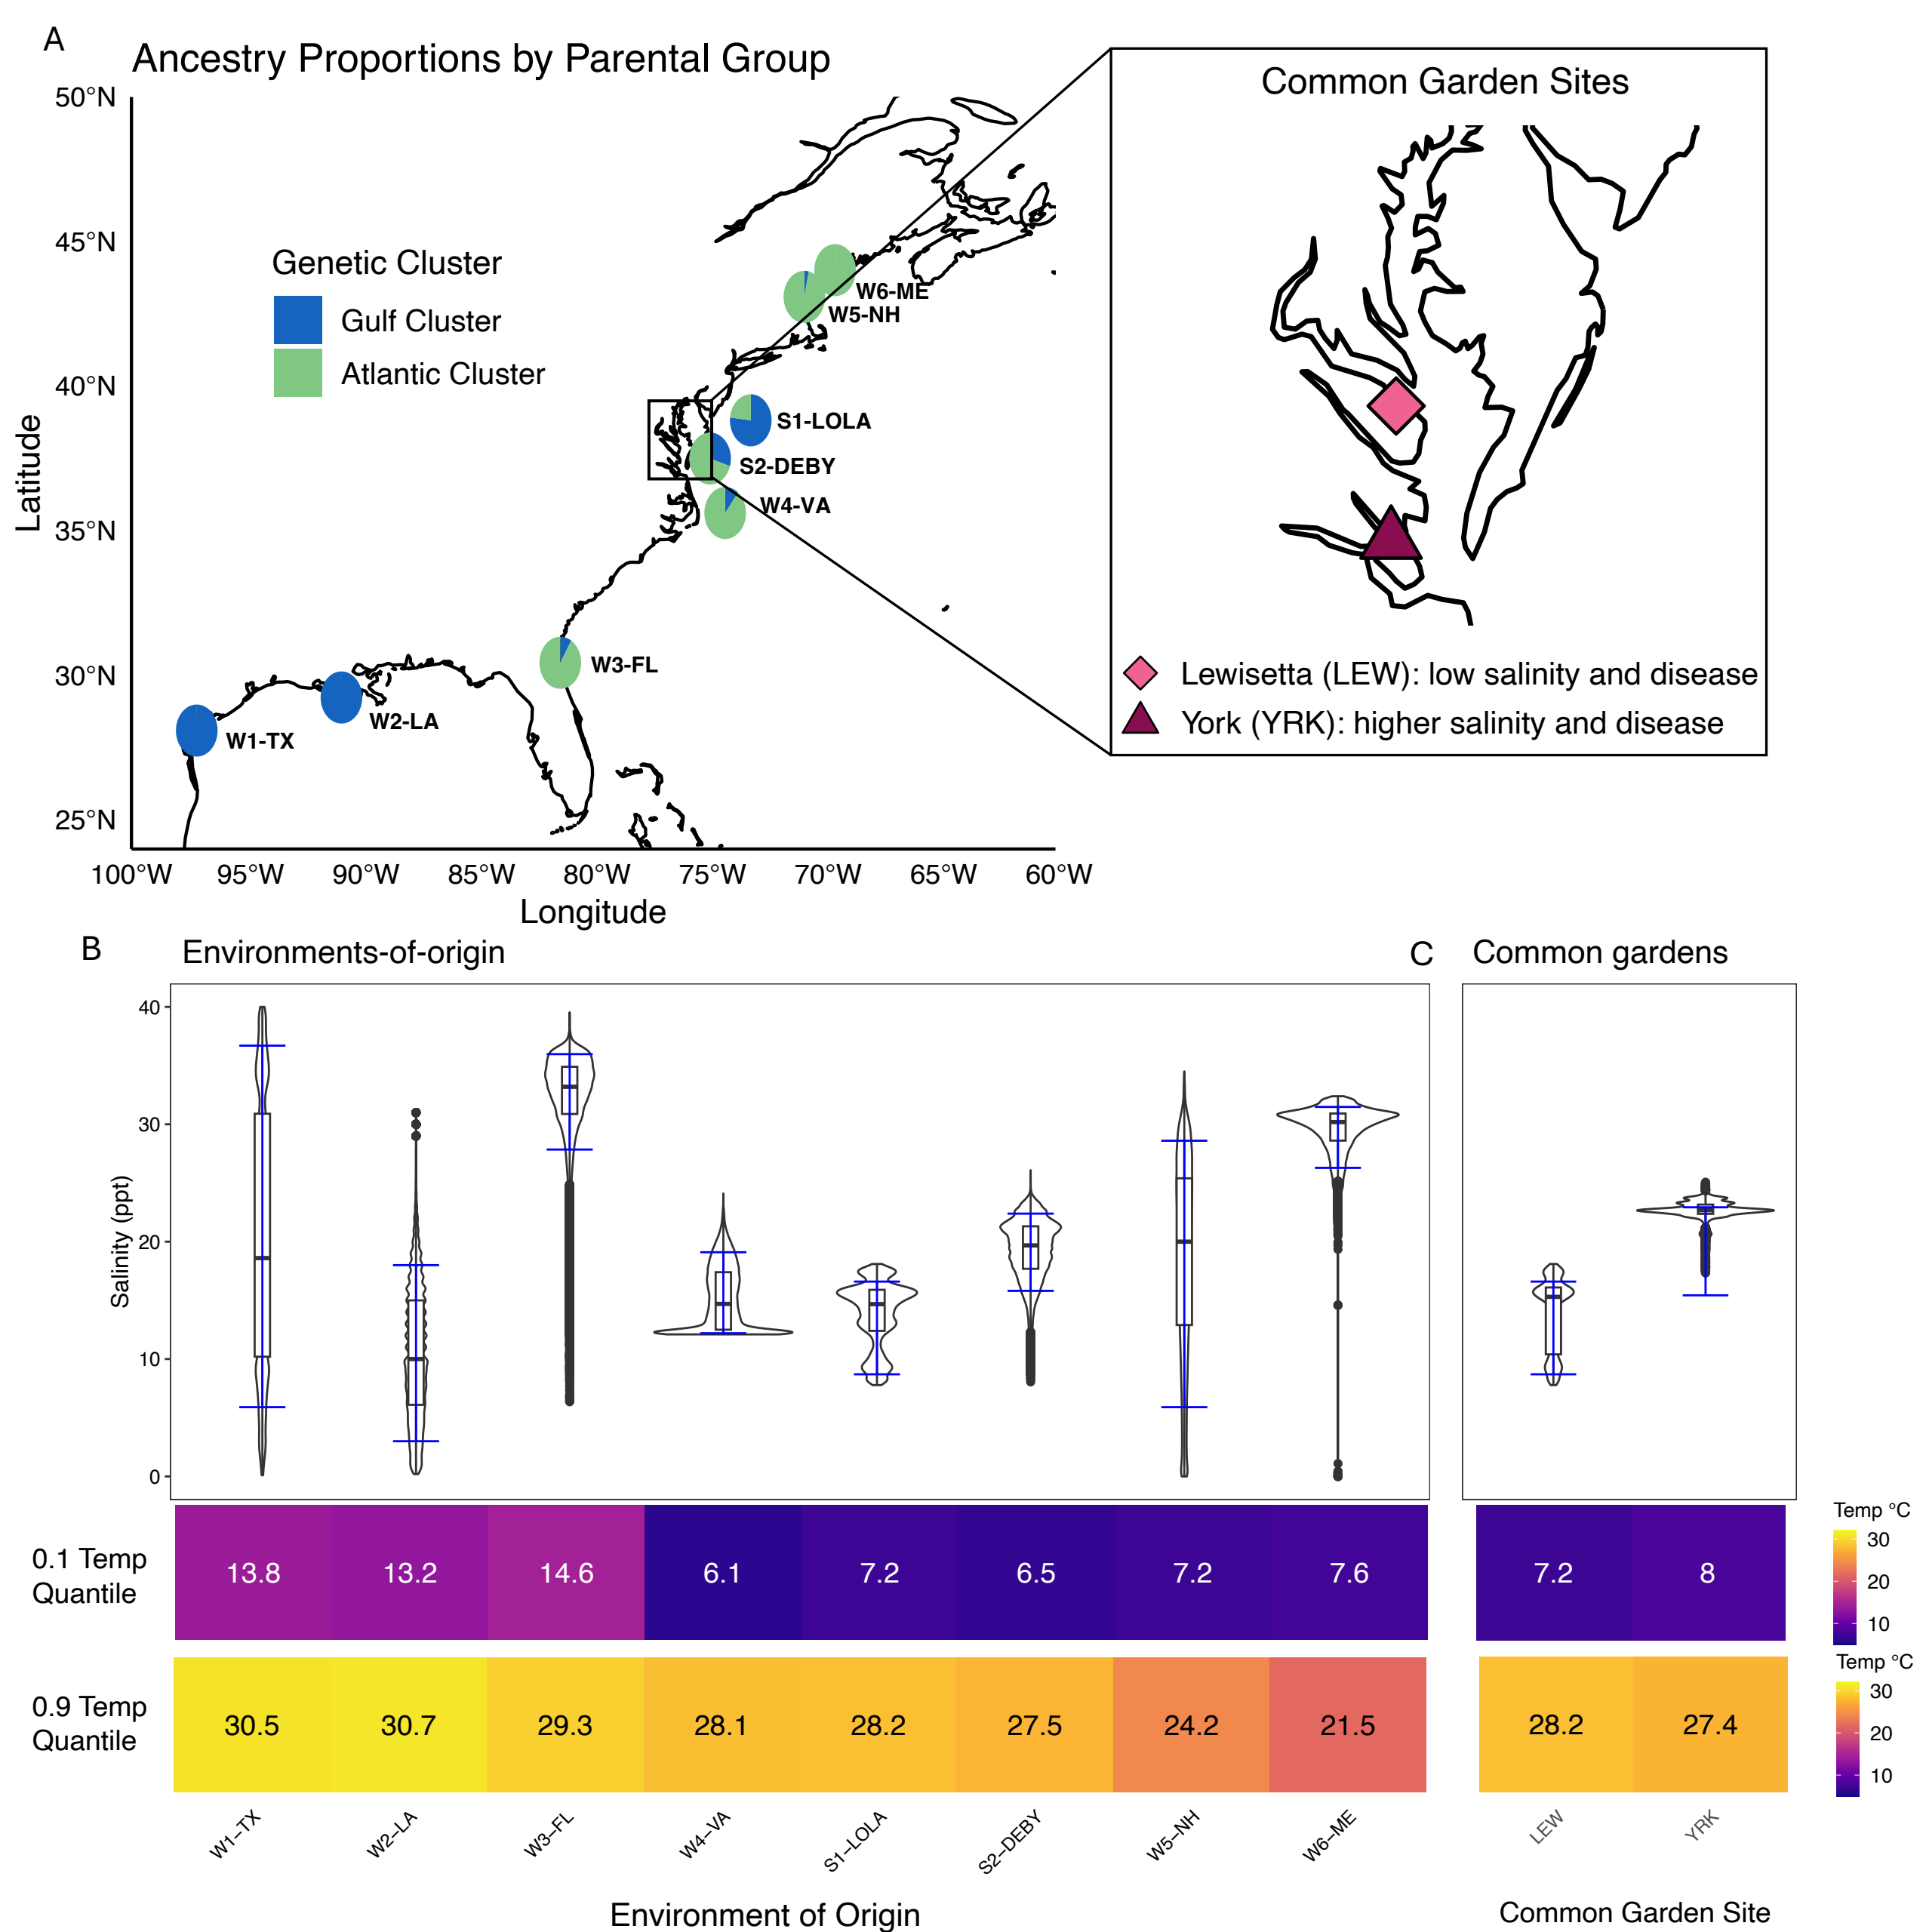 A
Ancestry Proportions by Parental Group
Common Garden Sites
50°N
45°N
40°N
35°N
30°N
25°N
Latitude
Genetic Cluster
Gulf Cluster
Atlantic Cluster
W6-ME
W5-NH
S1-LOLA
S2-DEBY
W4-VA
W3-FL
W2-LA
W1-TX
Lewisetta (LEW): low salinity and disease
York (YRK): higher salinity and disease
100°W 95°W 90°W 85°W 80°W 75°W 70°W 65°W 60°W
Longitude
B Environments-of-origin
C Common gardens
40
30
20
10
0
Salinity (ppt)
0.1 Temp
Quantile
13.8 13.2 14.6 6.1 7.2 6.5 7.2 7.6
7.2 8
Temp °C
30
20
10
0.9 Temp
Quantile
30.5 30.7 29.3 28.1 28.2 27.5 24.2 21.5
28.2 27.4
Temp °C
30
20
10
W1-TX W2-LA W3-FL W4-VA S1-LOLA S2-DEBY W5-NH W6-ME
LEW YRK
Environment of Origin
Common Garden Site